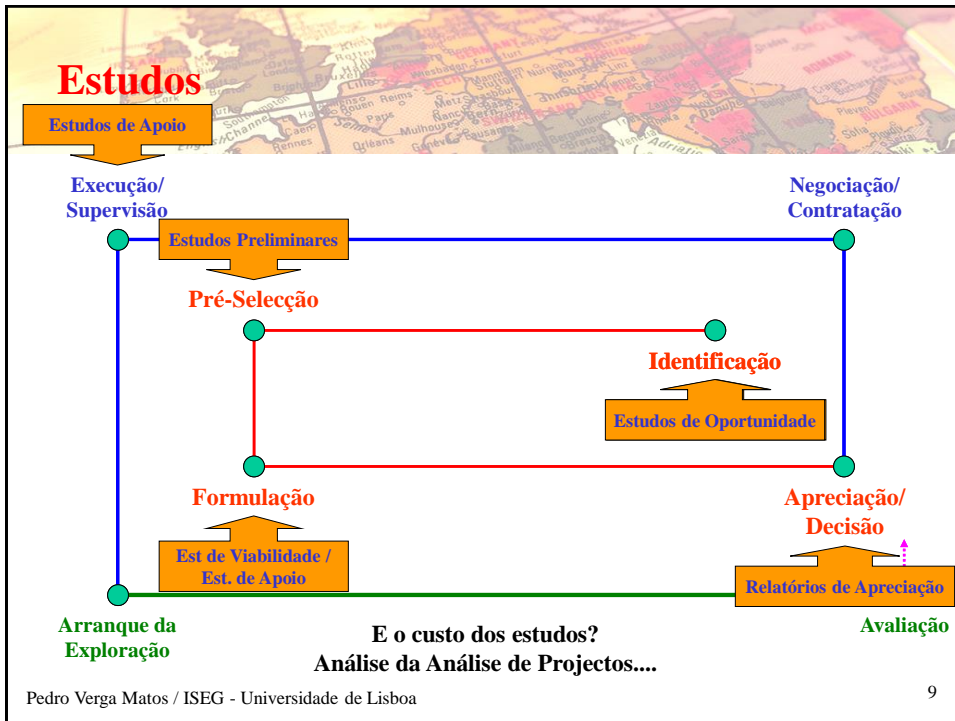 Estudos
Estudos de Apoio
Execução/
Supervisão
Negociação/
Contratação
Estudos Preliminares
Pré-Selecção
Identificação
Estudos de Oportunidade
Formulação
Apreciação/
Decisão
Est de Viabilidade /
Est. de Apoio
Relatórios de Apreciação
Arranque da
Exploração
Avaliação
E o custo dos estudos?
Análise da Análise de Projectos....
Pedro Verga Matos / ISEG - Universidade de Lisboa
9